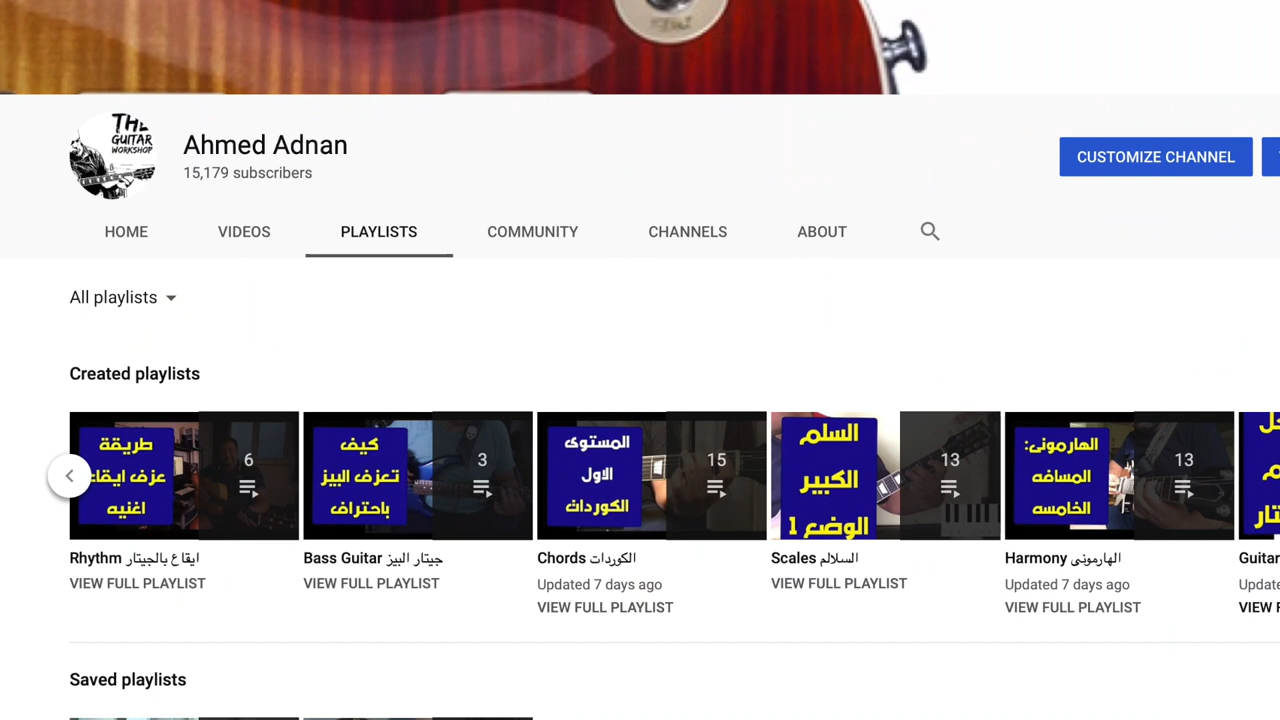 THE
GUITAR
WORKSHOP
Ahmed Adnan
15,179 subscribers
CUSTOMIZE CHANNEL
HOME
VIDEOS
PLAYLISTS
COMMUNITY
CHANNELS
ABOUT
All playlists
Created playlists
طريقة
عزف ايقاع
اغنيه
6
Rhythm ايقاع بالجيتار
VIEW FULL PLAYLIST
كيف
تعزف البيز
باحتراف
3
Bass Guitar جيتار البيز
VIEW FULL PLAYLIST
المستوى
الاول
الكوردات
15
Chords الكوردات
Updated 7 days ago
VIEW FULL PLAYLIST
السلم
الكبير
الوضع 1
13
Scales السلالم
VIEW FULL PLAYLIST
الهارمونى:
المسافه
الخامسه
13
Harmony الهارمونى
Updated 7 days ago
VIEW FULL PLAYLIST
Guitar
Saved playlists